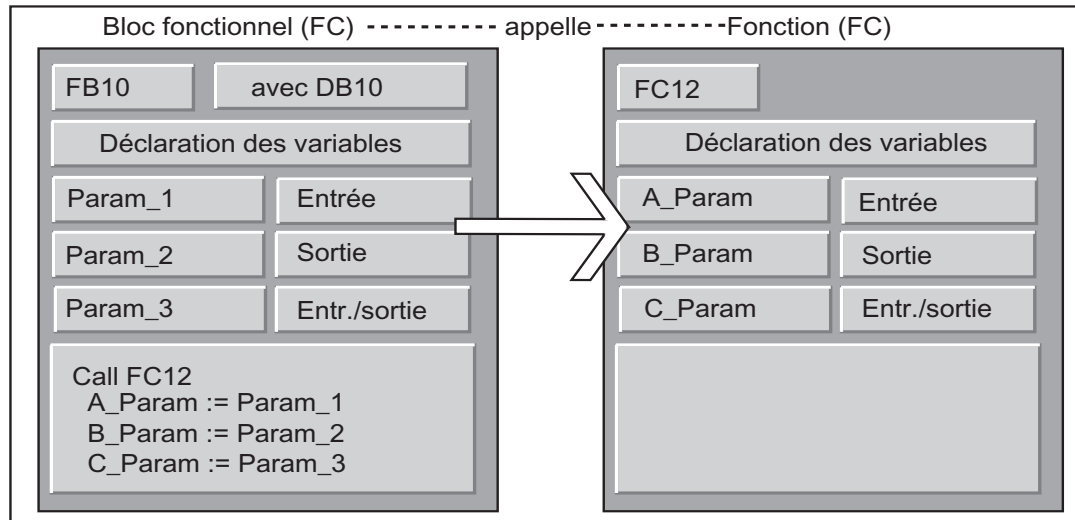 Bloc fonctionnel (FC) ----------- appelle ----------- Fonction (FC)
FB10
avec DB10
Déclaration des variables
Param_1
Entrée
Param_2
Sortie
Param_3
Entr./sortie
Call FC12
A_Param := Param_1
B_Param := Param_2
C_Param := Param_3
FC12
Déclaration des variables
A_Param
Entrée
B_Param
Sortie
C_Param
Entr./sortie